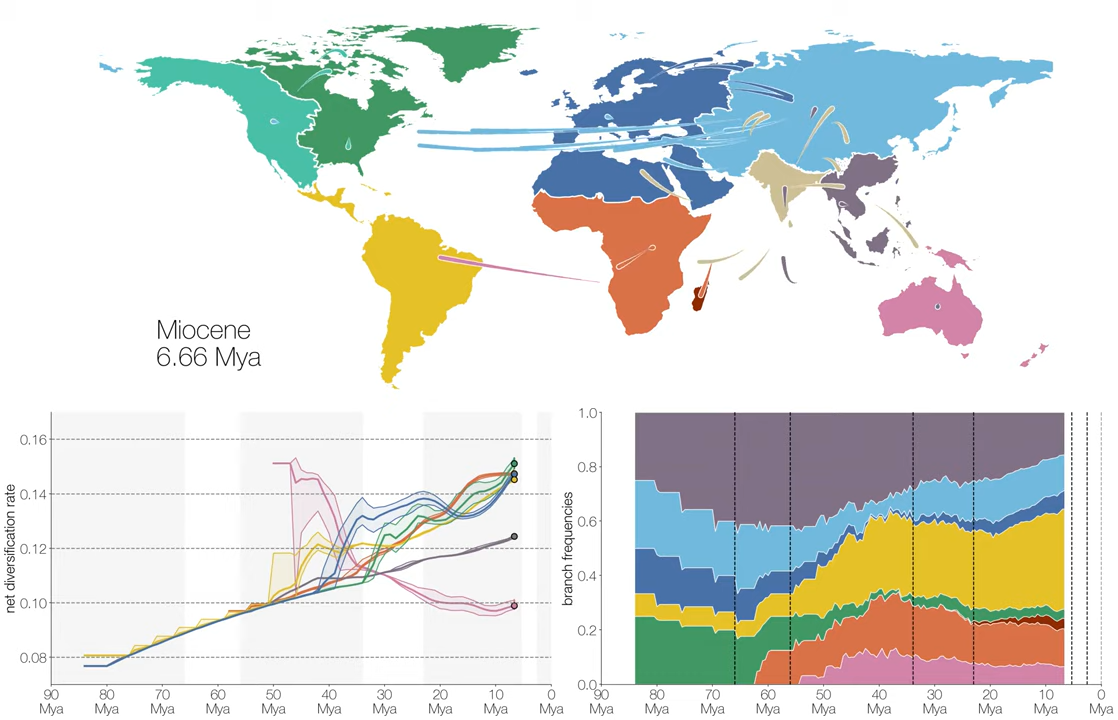 Miocene
6.66 Mya
net diversification rate
0.16
0.14
0.12
0.10
0.08
90 80 70 60 50 40 30 20 10 0
Mya Mya Mya Mya Mya Mya Mya Mya Mya Mya
branch frequencies
1.0
0.8
0.6
0.4
0.2
0.0
90 80 70 60 50 40 30 20 10 0
Mya Mya Mya Mya Mya Mya Mya Mya Mya Mya